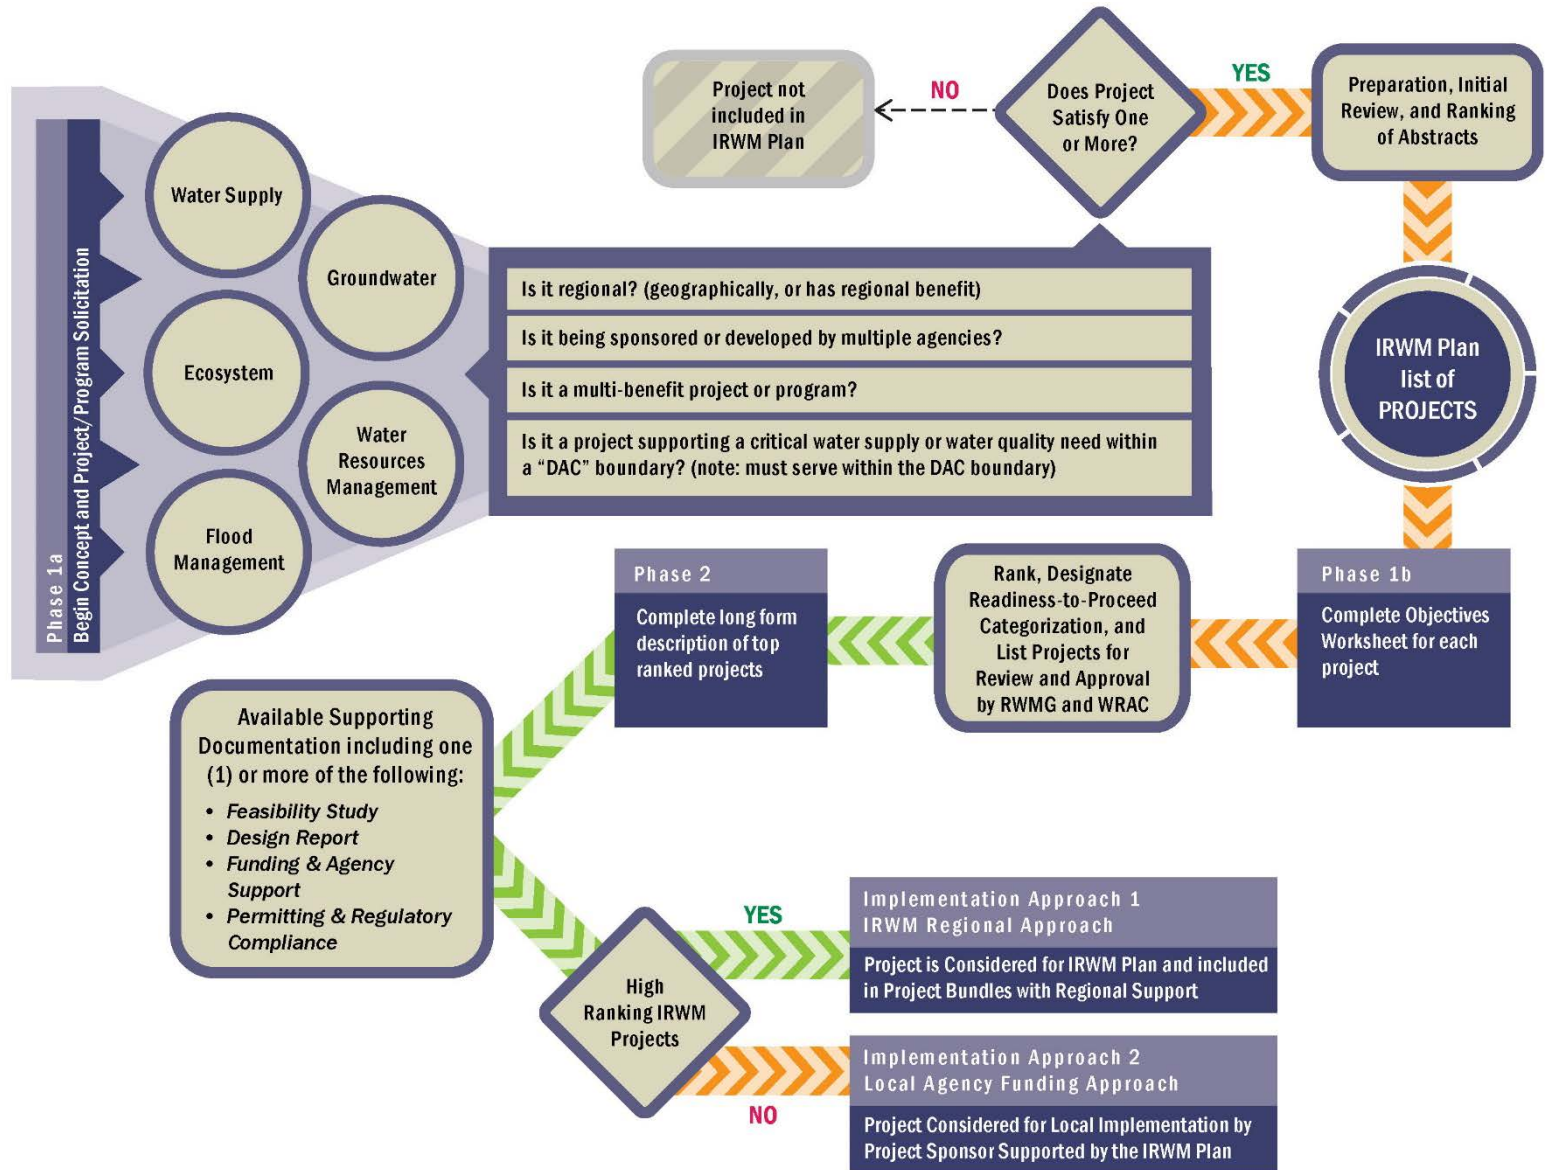 Phase 1a
Begin Concept and Project/Program Solicitation
Water Supply
Groundwater
Ecosystem
Water
Resources
Management
Flood
Management
Is it regional? (geographically, or has regional benefit)
Is it being sponsored or developed by multiple agencies?
Is it a multi-benefit project or program?
Is it a project supporting a critical water supply or water quality need within
a “DAC” boundary? (note: must serve within the DAC boundary)
Does Project
Satisfy One
or More?
NO
Project not
included in
IRWM Plan
YES
Preparation, Initial
Review, and Ranking
of Abstracts
IRWM Plan
list of
PROJECTS
Phase 1b
Complete Objectives
Worksheet for each
project
Rank, Designate
Readiness-to-Proceed
Categorization, and
List Projects for
Review and Approval
by RWMG and WRAC
Phase 2
Complete long form
description of top
ranked projects
Available Supporting
Documentation including one
(1) or more of the following:
• Feasibility Study
• Design Report
• Funding & Agency
Support
• Permitting & Regulatory
Compliance
High
Ranking IRWM
Projects
YES
Implementation Approach 1
IRWM Regional Approach
Project is Considered for IRWM Plan and included
in Project Bundles with Regional Support
NO
Implementation Approach 2
Local Agency Funding Approach
Project Considered for Local Implementation by
Project Sponsor Supported by the IRWM Plan